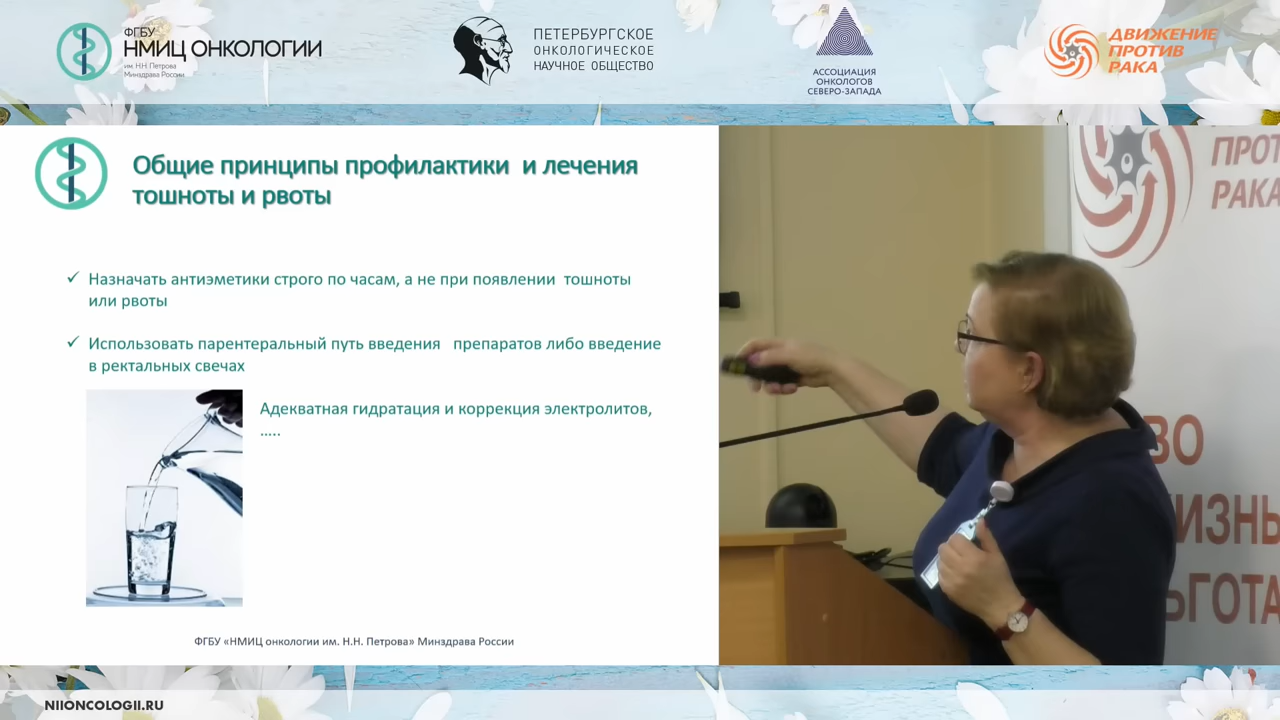 ФГБУ
НМИЦ ОНКОЛОГИИ
им. Н.Н. Петрова
Минздрава России
ПЕТЕРБУРГСКОЕ
ОНКОЛОГИЧЕСКОЕ
НАУЧНОЕ ОБЩЕСТВО
АССОЦИАЦИЯ
ОНКОЛОГОВ
СЕВЕРО-ЗАПАДА
ДВИЖЕНИЕ
ПРОТИВ
РАКА
Общие принципы профилактики и лечения
тошноты и рвоты
✓ Назначать антиэметики строго по часам, а не при появлении тошноты
или рвоты
✓ Использовать парентеральный путь введения препаратов либо введение
в ректальных свечах
Адекватная гидратация и коррекция электролитов,
.....
ФГБУ «НМИЦ онкологии им. Н.Н. Петрова» Минздрава России
ПРОТ
РАКА
ВО
ИЗНЬ
ЬГОТА
NIIONCOLOGII.RU